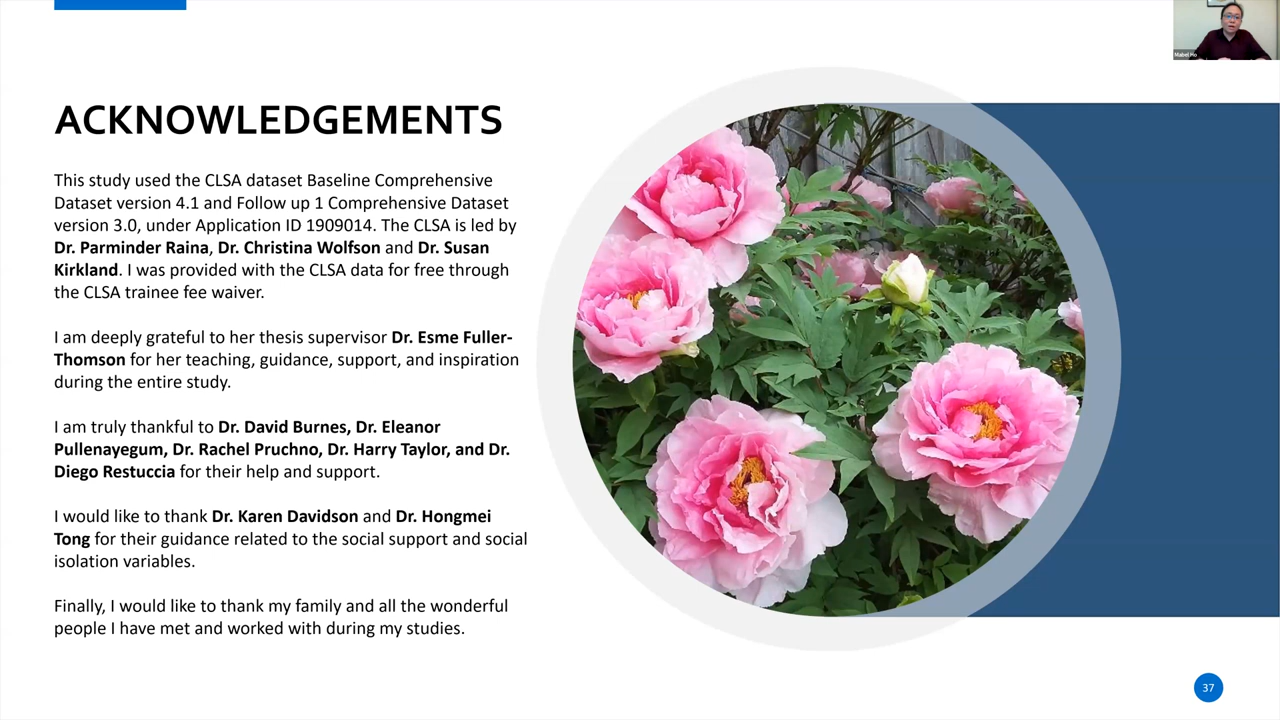 Mabel Ho
ACKNOWLEDGEMENTS
This study used the CLSA dataset Baseline Comprehensive
Dataset version 4.1 and Follow up 1 Comprehensive Dataset
version 3.0, under Application ID 1909014. The CLSA is led by
Dr. Parminder Raina, Dr. Christina Wolfson and Dr. Susan
Kirkland. I was provided with the CLSA data for free through
the CLSA trainee fee waiver.
I am deeply grateful to her thesis supervisor Dr. Esme Fuller-
Thomson for her teaching, guidance, support, and inspiration
during the entire study.
I am truly thankful to Dr. David Burnes, Dr. Eleanor
Pullenayegum, Dr. Rachel Pruchno, Dr. Harry Taylor, and Dr.
Diego Restuccia for their help and support.
I would like to thank Dr. Karen Davidson and Dr. Hongmei
Tong for their guidance related to the social support and social
isolation variables.
Finally, I would like to thank my family and all the wonderful
people I have met and worked with during my studies.
37